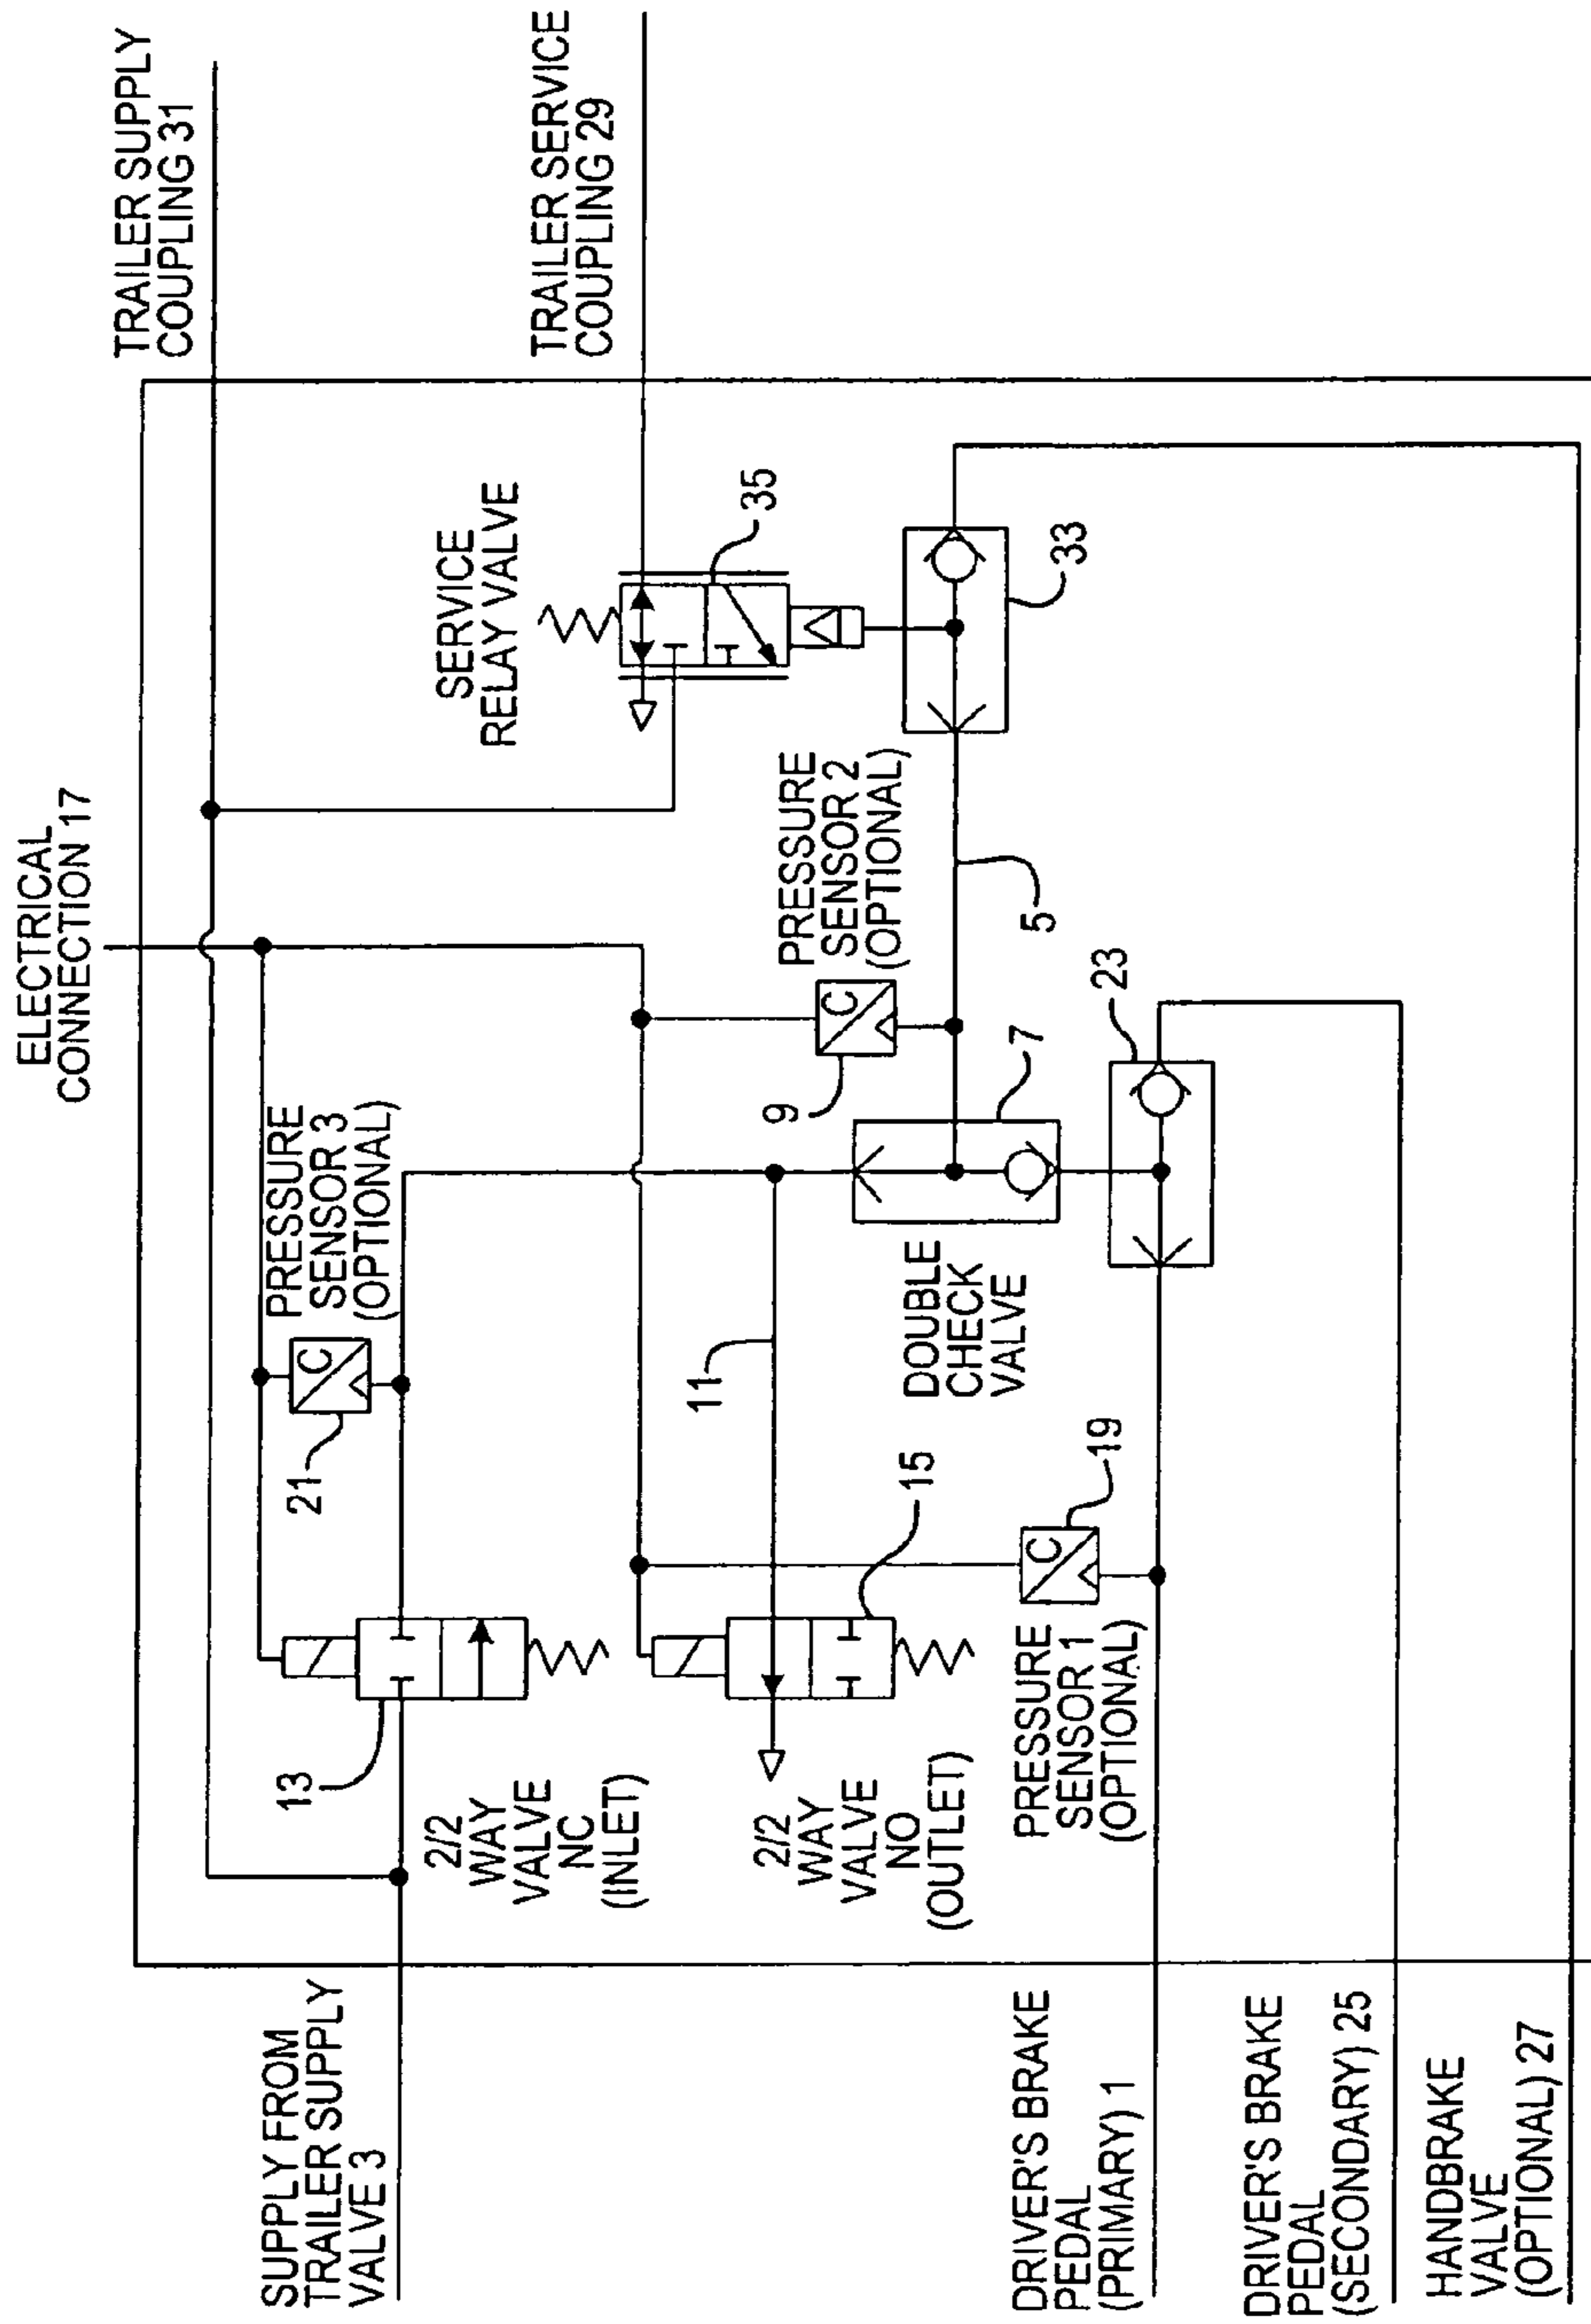 ELECTRICAL
CONNECTION 17
TRAILER SUPPLY
COUPLING 31
TRAILER SERVICE
COUPLING 29
SUPPLY FROM
TRAILER SUPPLY
VALVE 3
13
2/2
WAY
VALVE
NC
(INLET)
PRESSURE
SENSOR 3
(OPTIONAL)
C
21
SERVICE
RELAY VALVE
35
11
2/2
WAY
VALVE
NO
(OUTLET)
15
PRESSURE
SENSOR 2
(OPTIONAL)
C
9
5
33
DOUBLE
CHECK
VALVE
7
23
PRESSURE
SENSOR 1
(OPTIONAL)
C
19
DRIVER'S BRAKE
PEDAL
(PRIMARY) 1
DRIVER'S BRAKE
PEDAL
(SECONDARY) 25
HANDBRAKE
VALVE
(OPTIONAL) 27